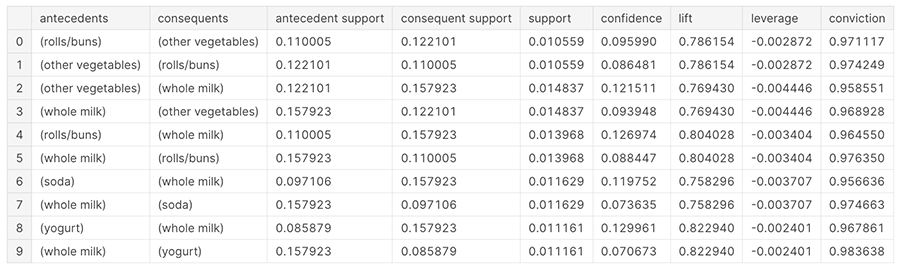 antecedents consequents antecedent support consequent support support confidence lift leverage conviction
0 (rolls/buns) (other vegetables) 0.110005 0.122101 0.010559 0.095990 0.786154 -0.002872 0.971117
1 (other vegetables) (rolls/buns) 0.122101 0.110005 0.010559 0.086481 0.786154 -0.002872 0.974249
2 (other vegetables) (whole milk) 0.122101 0.157923 0.014837 0.121511 0.769430 -0.004446 0.958551
3 (whole milk) (other vegetables) 0.157923 0.122101 0.014837 0.093948 0.769430 -0.004446 0.968928
4 (rolls/buns) (whole milk) 0.110005 0.157923 0.013968 0.126974 0.804028 -0.003404 0.964550
5 (whole milk) (rolls/buns) 0.157923 0.110005 0.013968 0.088447 0.804028 -0.003404 0.976350
6 (soda) (whole milk) 0.097106 0.157923 0.011629 0.119752 0.758296 -0.003707 0.956636
7 (whole milk) (soda) 0.157923 0.097106 0.011629 0.073635 0.758296 -0.003707 0.974663
8 (yogurt) (whole milk) 0.085879 0.157923 0.011161 0.129961 0.822940 -0.002401 0.967861
9 (whole milk) (yogurt) 0.157923 0.085879 0.011161 0.070673 0.822940 -0.002401 0.983638